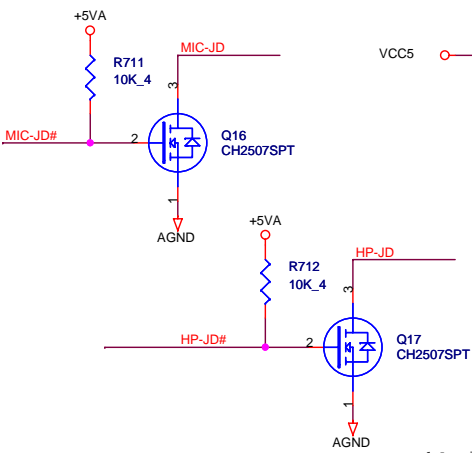 +5VA
R711
10K_4
MIC-JD
VCC5
3
MIC-JD#
2
Q16
CH2507SPT
1
AGND
+5VA
R712
10K_4
HP-JD
3
HP-JD#
2
Q17
CH2507SPT
1
AGND